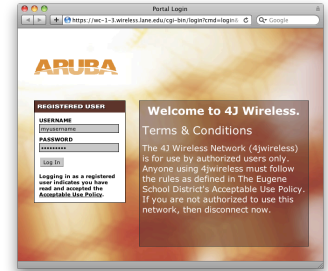 Portal Login
https://wc-1-3.wireless.lane.edu/cgi-bin/login?cmd=login&
Google
ARUBA
REGISTERED USER
USERNAME
myusername
PASSWORD
•••••••••
Log In
Logging in as a registered
user indicates you have
read and accepted the
Acceptable Use Policy.
Welcome to 4J Wireless.
Terms & Conditions
The 4J Wireless Network (4jwireless)
is for use by authorized users only.
Anyone using 4jwireless must follow
the rules as defined in The Eugene
School District's Acceptable Use Policy.
If you are not authorized to use this
network, then disconnect now.